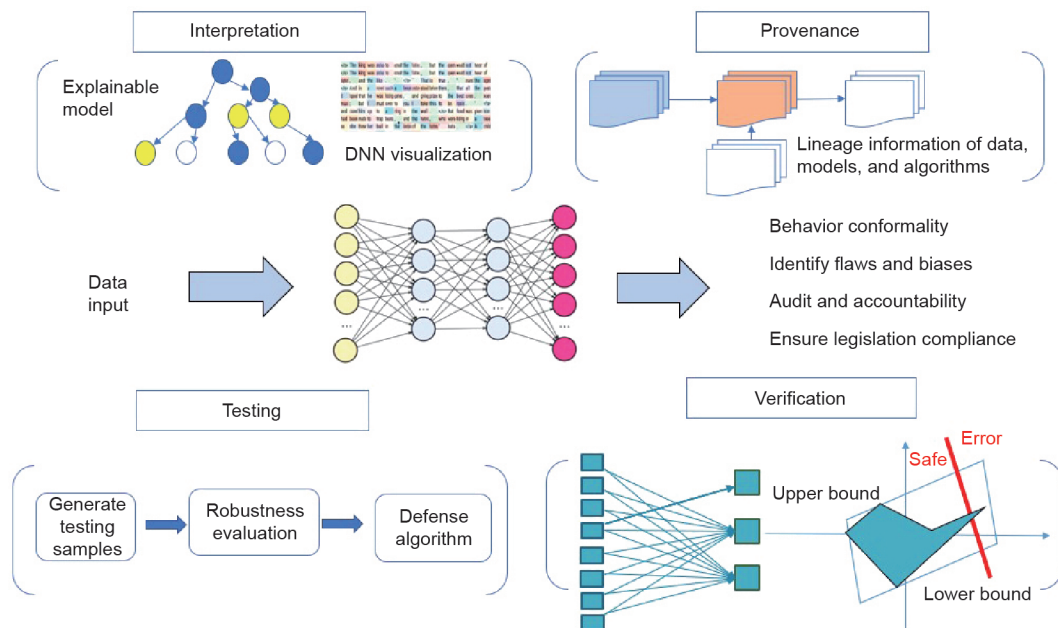 Interpretation
Provenance
Explainable
model
DNN visualization
Lineage information of data,
models, and algorithms
Data
input
...
...
...
...
Behavior conformality
Identify flaws and biases
Audit and accountability
Ensure legislation compliance
Testing
Verification
Generate
testing
samples
Robustness
evaluation
Defense
algorithm
Error
Safe
Upper bound
Lower bound